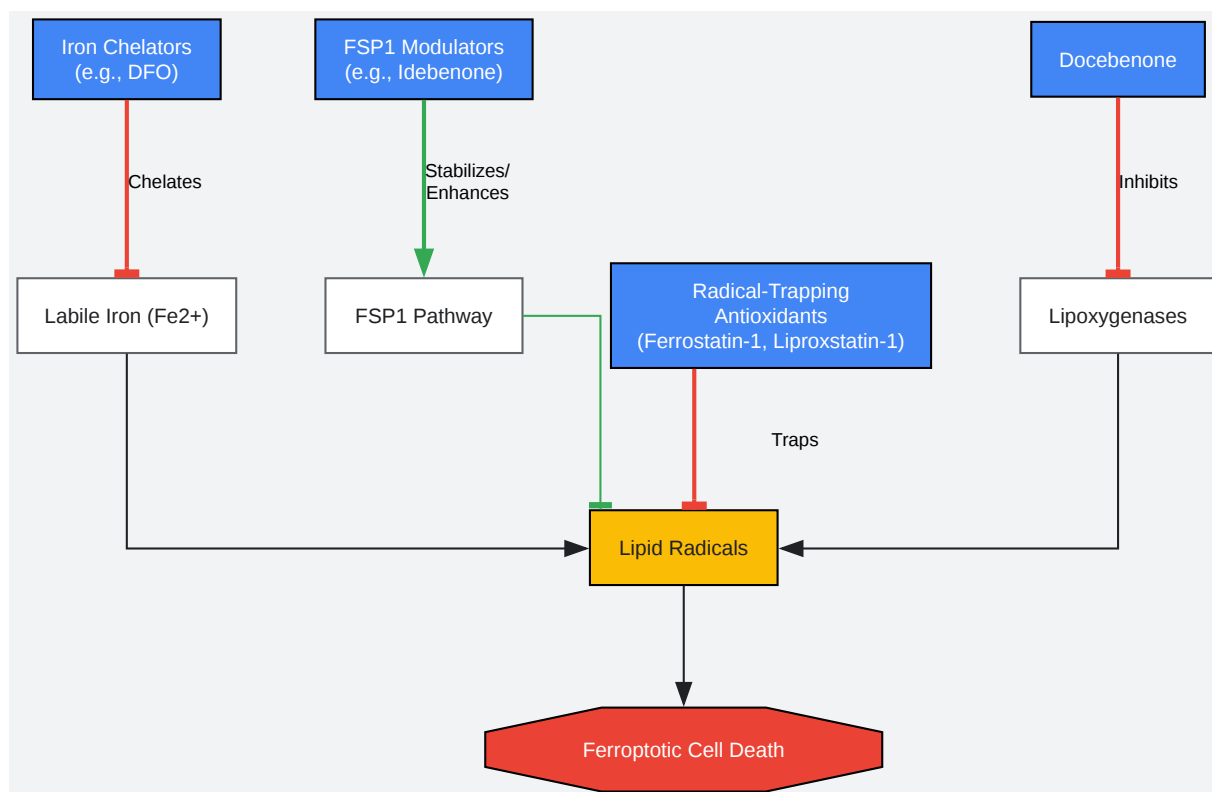 Iron Chelators
(e.g., DFO)
FSP1 Modulators
(e.g., Idebenone)
Docebenone
Chelates
Stabilizes/
Enhances
Inhibits
Labile Iron (Fe2+)
FSP1 Pathway
Radical-Trapping
Antioxidants
(Ferrostatin-1, Liproxstatin-1)
Lipoxygenases
Traps
Lipid Radicals
Ferroptotic Cell Death